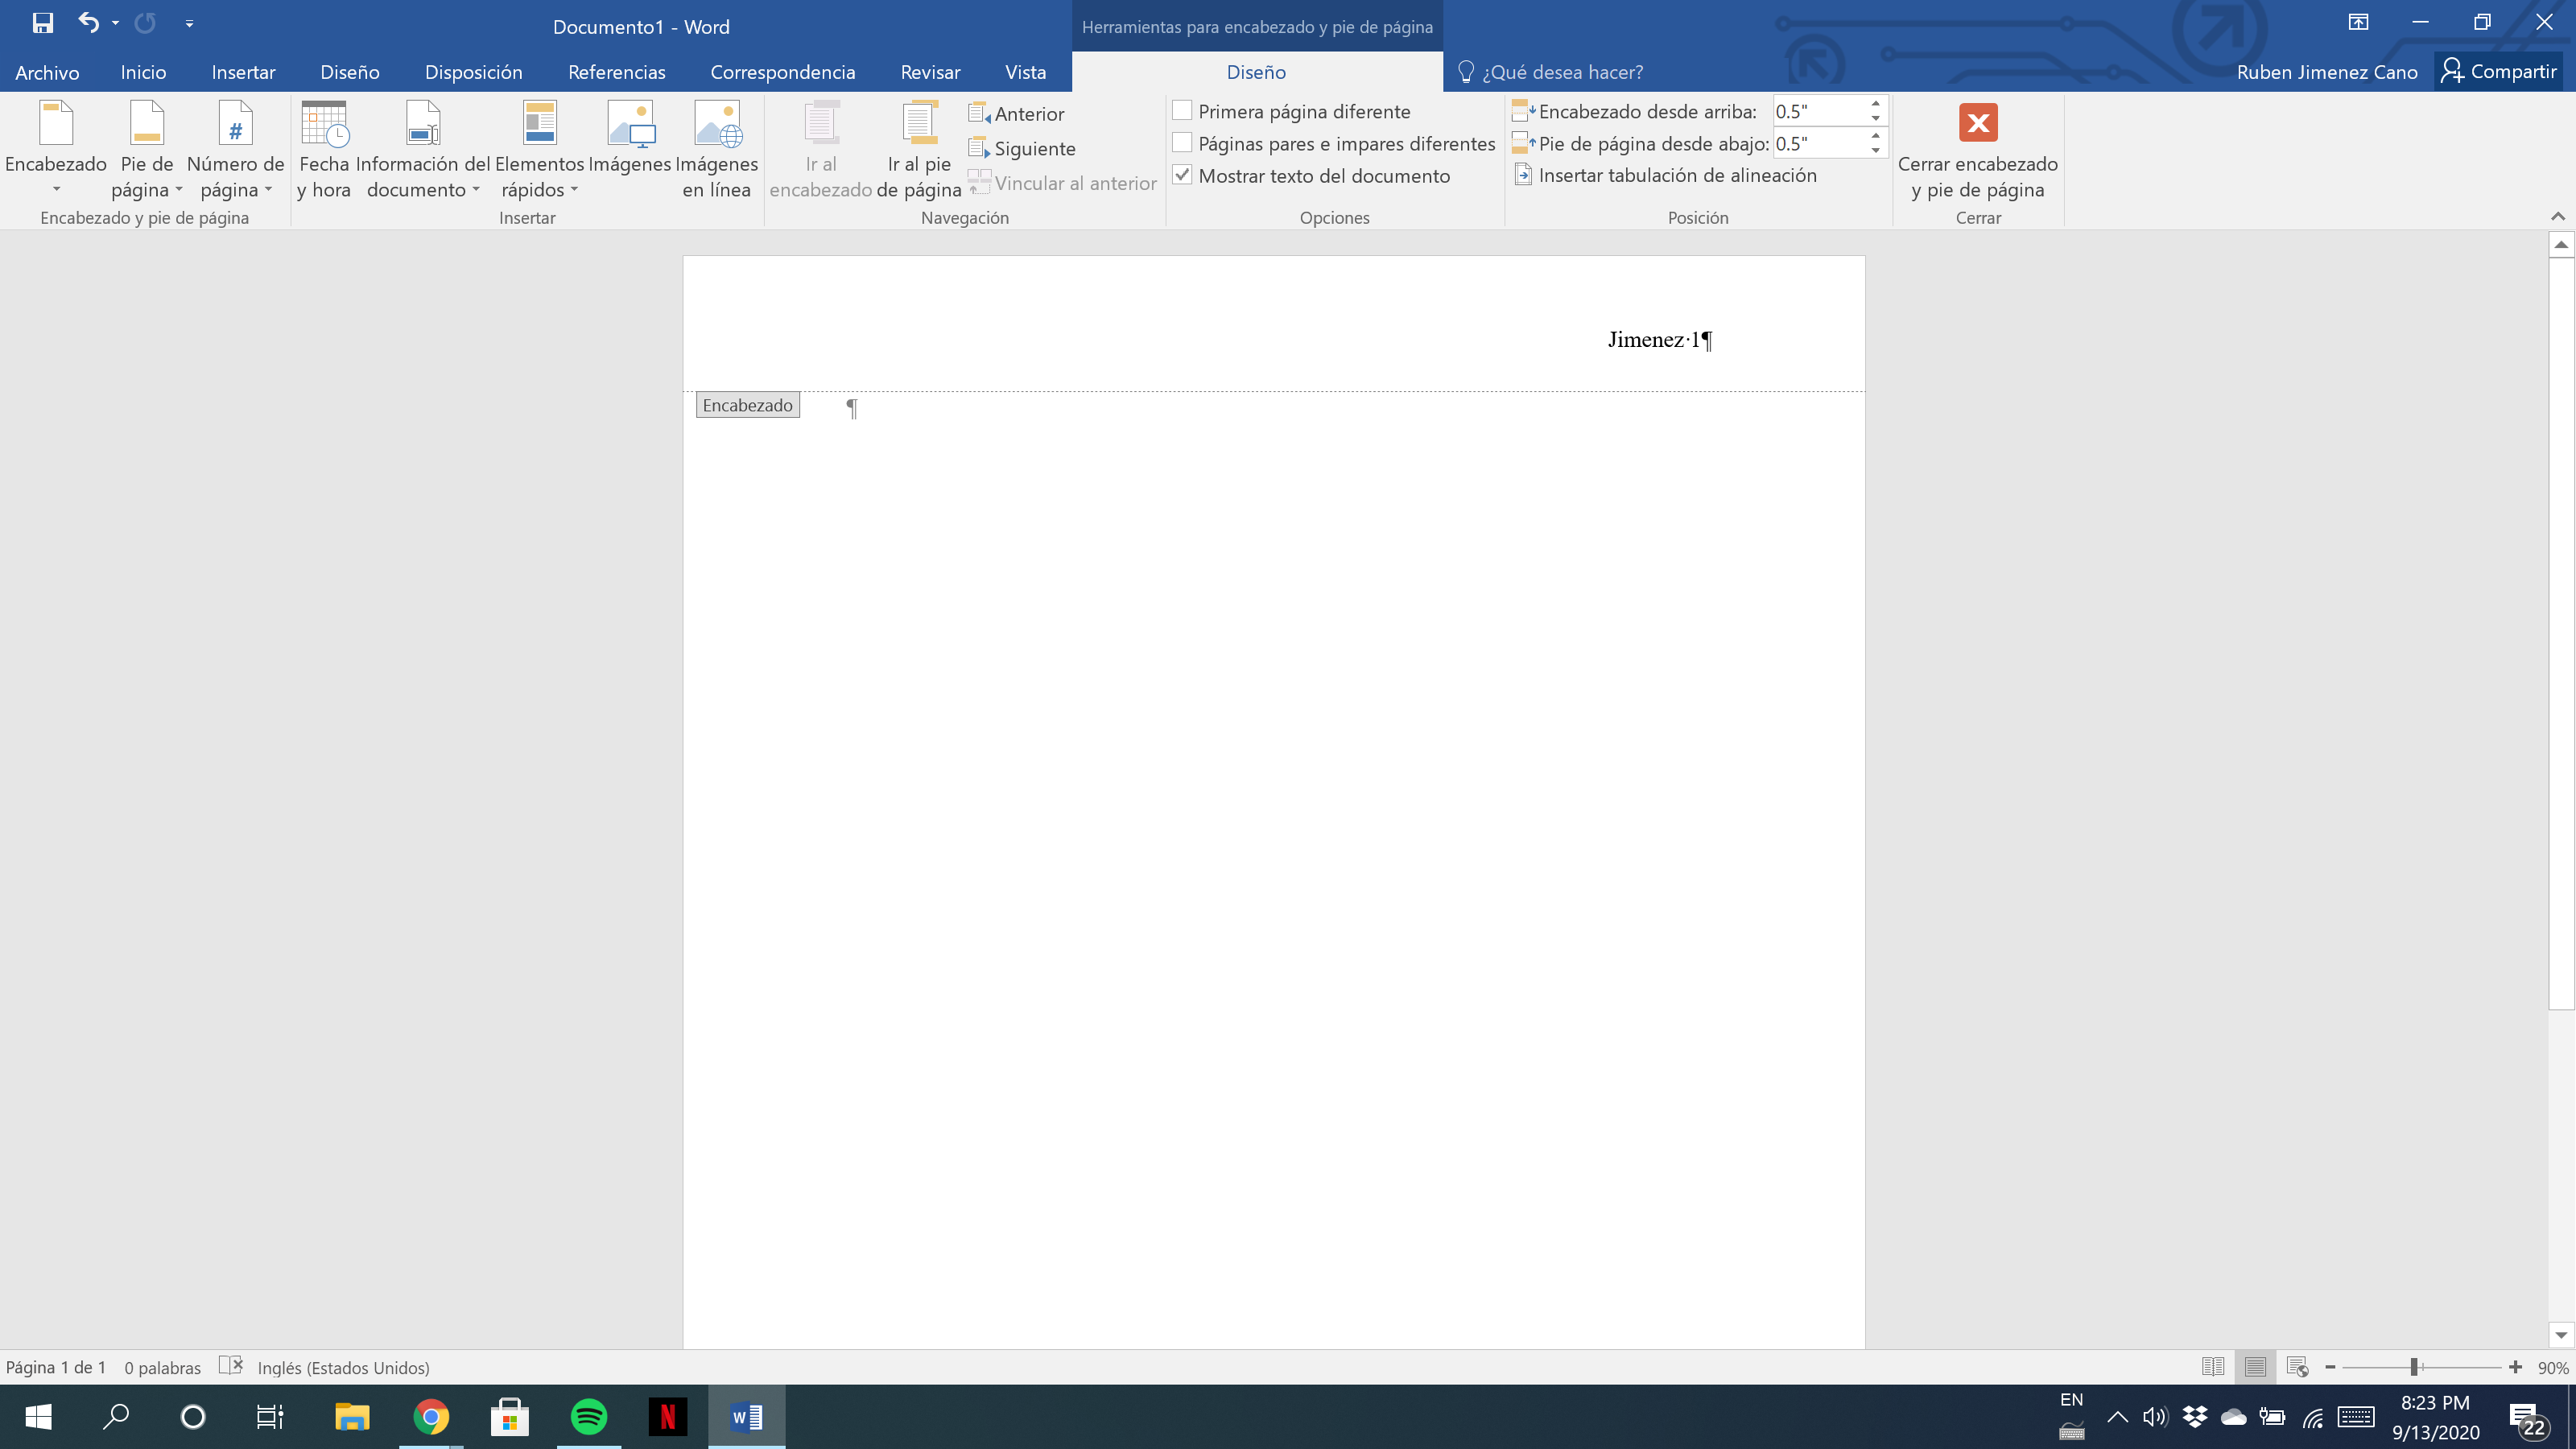 Documento1 - Word
Herramientas para encabezado y pie de página
Archivo Inicio Insertar Diseño Disposición Referencias Correspondencia Revisar Vista Diseño ¿Qué desea hacer? Ruben Jimenez Cano Compartir
Encabezado
Pie de página
Número de página
Encabezado y pie de página
Fecha y hora
Información del documento
Elementos rápidos
Imágenes
Imágenes en línea
Insertar
Ir al encabezado
Ir al pie de página
Anterior
Siguiente
Vincular al anterior
Navegación
Primera página diferente
Páginas pares e impares diferentes
Mostrar texto del documento
Opciones
Encabezado desde arriba: 0.5"
Pie de página desde abajo: 0.5"
Insertar tabulación de alineación
Posición
Cerrar encabezado y pie de página
Cerrar
Jimenez·1¶
Encabezado ¶
Página 1 de 1 0 palabras Inglés (Estados Unidos) 90%
EN
8:23 PM
9/13/2020
22